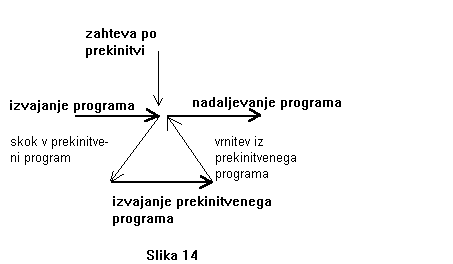 zahteva po
prekinitvi
izvajanje programa
nadaljevanje programa
skok v prekinitve-
ni program
vrnitev iz
prekinitvenega
programa
izvajanje prekinitvenega
programa
Slika 14